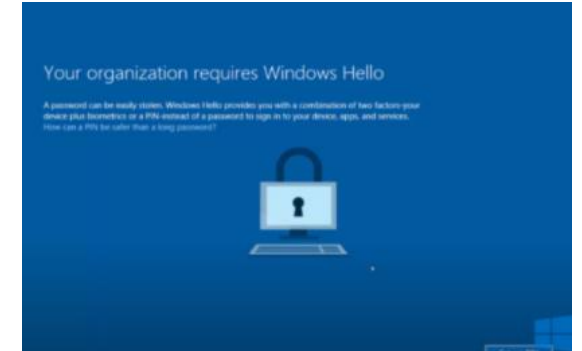 Your organization requires Windows Hello
A password can be easily stolen. Windows Hello provides you with a combination of two factors-your
device plus biometrics or a PIN-instead of a password to sign in to your device, apps, and services.
How can a PIN be safer than a long password?